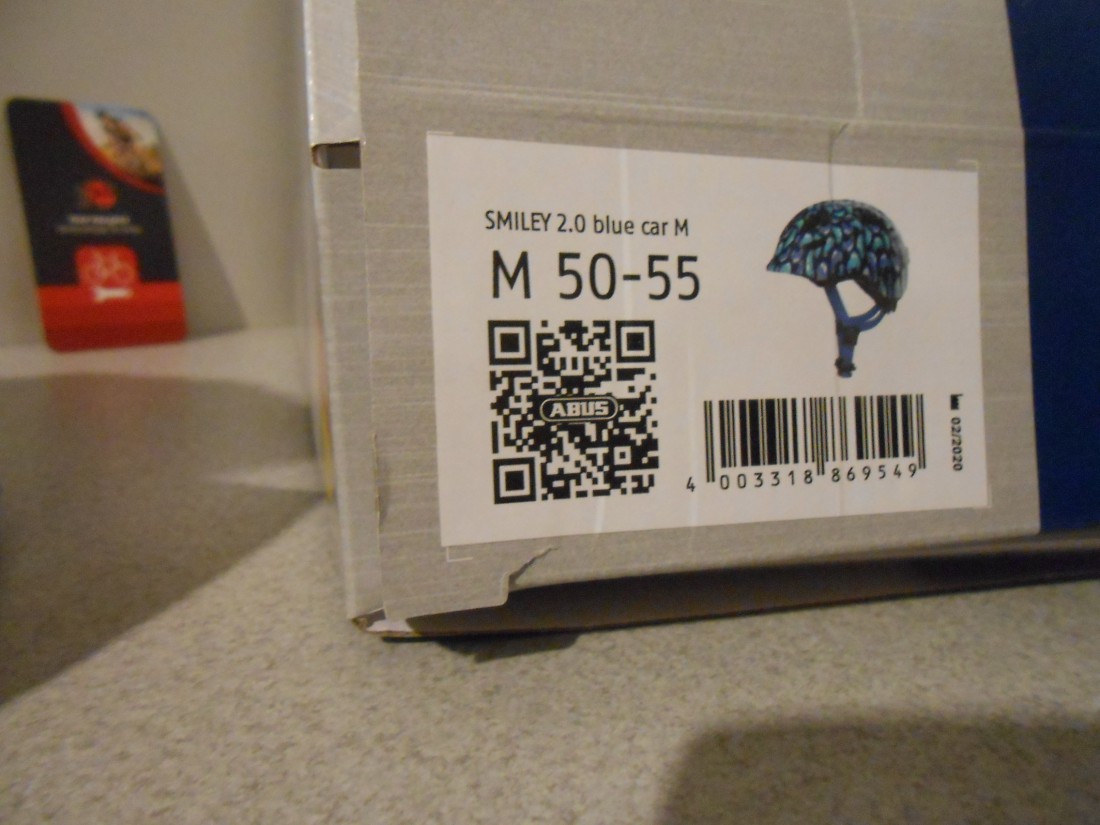 SMILEY 2.0 blue car M
M 50-55
ABUS
4 003318 869549
02/2020